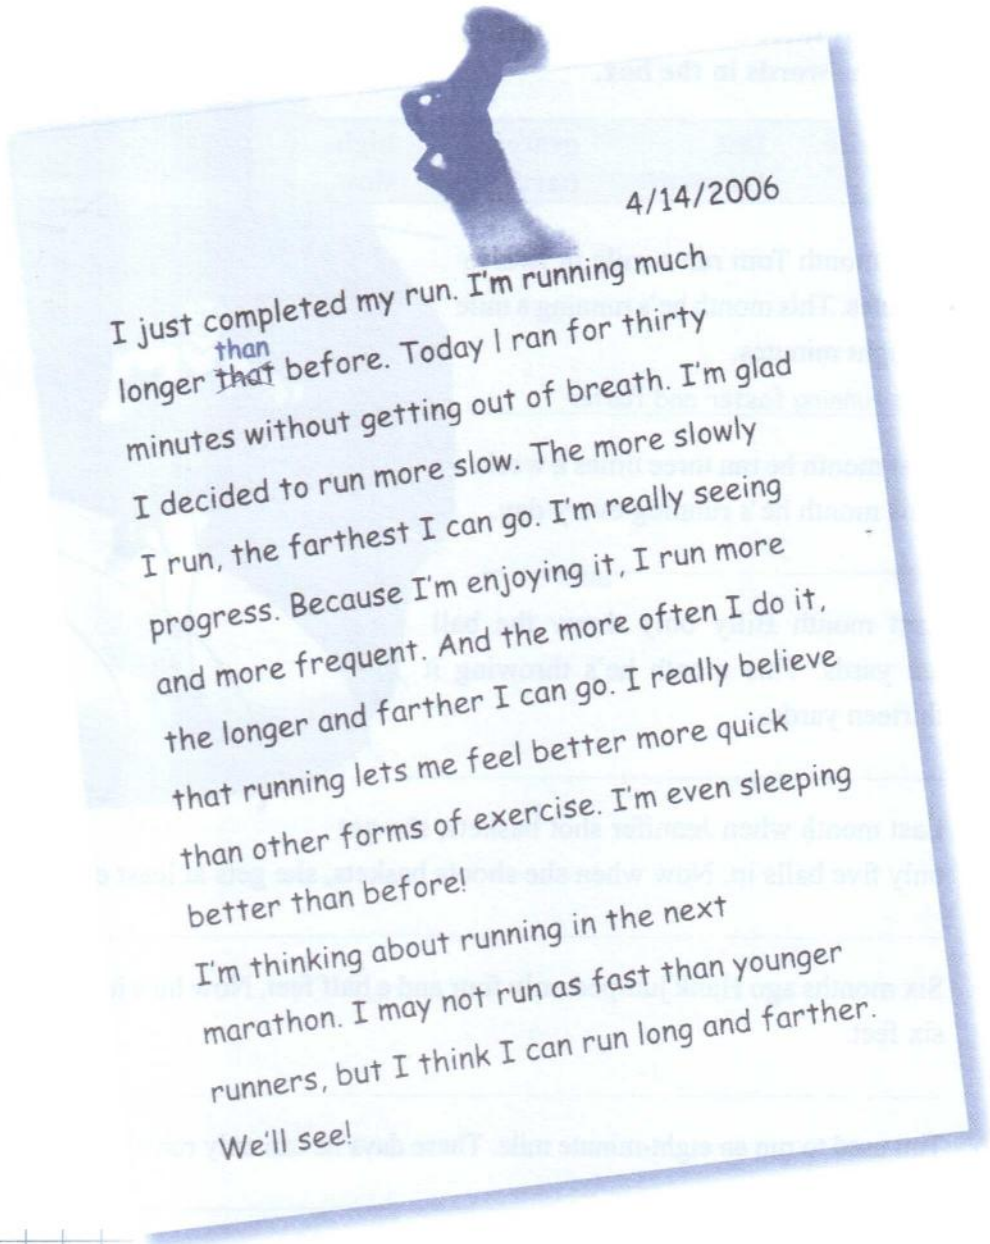 4/14/2006
I just completed my run. I'm running much
than
longer that before. Today I ran for thirty
minutes without getting out of breath. I'm glad
I decided to run more slow. The more slowly
I run, the farthest I can go. I'm really seeing
progress. Because I'm enjoying it, I run more
and more frequent. And the more often I do it,
the longer and farther I can go. I really believe
that running lets me feel better more quick
than other forms of exercise. I'm even sleeping
better than before!
I'm thinking about running in the next
marathon. I may not run as fast than younger
runners, but I think I can run long and farther.
We'll see!